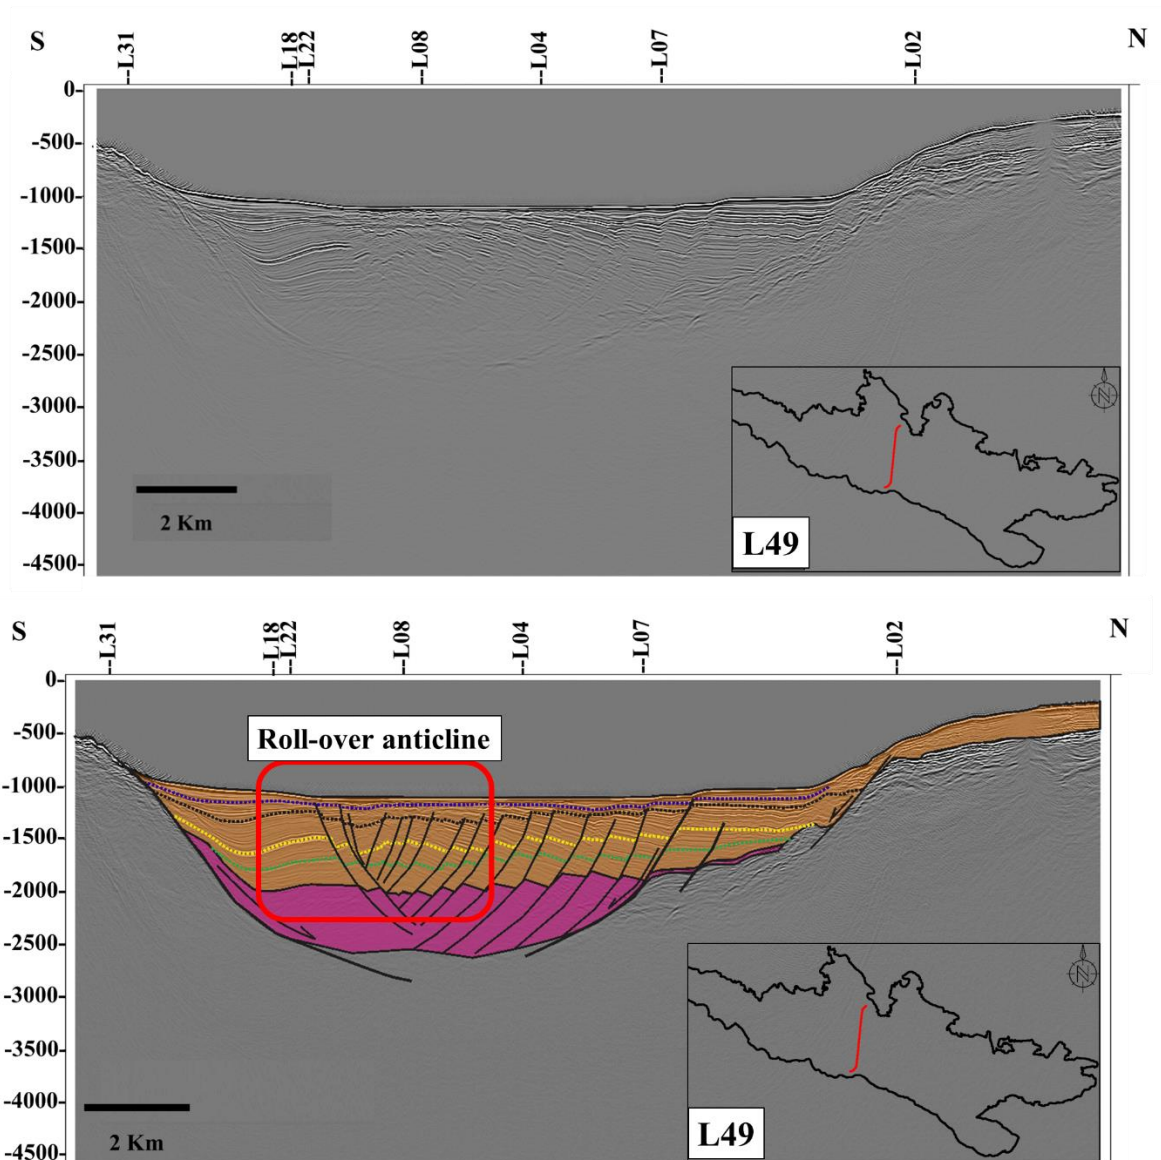 S
--L31
--L18
--L22
--L08
--L04
--L07
--L02
N
0-
-500-
-1000-
-1500-
-2000-
-2500-
-3000-
-3500-
-4000-
-4500-
2 Km
N
L49
S
--L31
--L18
--L22
--L08
--L04
--L07
--L02
N
0-
-500-
-1000-
-1500-
-2000-
-2500-
-3000-
-3500-
-4000-
-4500-
Roll-over anticline
2 Km
N
L49